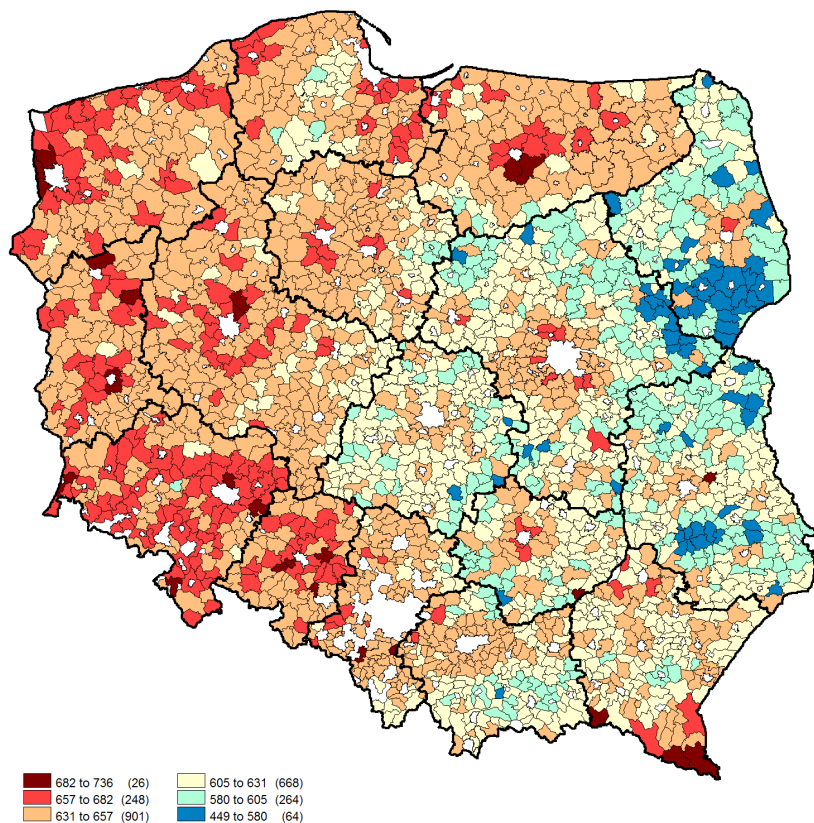 682 to 736 (26) 605 to 631 (668)
657 to 682 (248) 580 to 605 (264)
631 to 657 (901) 449 to 580 (64)